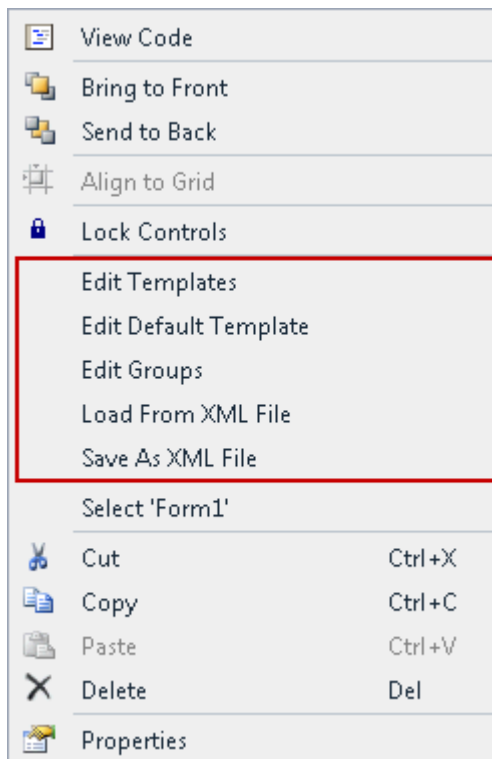 View Code
Bring to Front
Send to Back
Align to Grid
Lock Controls
Edit Templates
Edit Default Template
Edit Groups
Load From XML File
Save As XML File
Select 'Form1'
Cut Ctrl+X
Copy Ctrl+C
Paste Ctrl+V
Delete Del
Properties